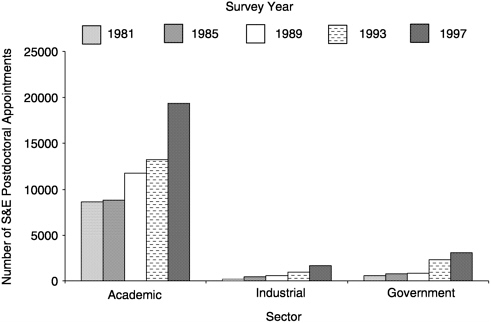 Survey Year
1981 1985 1989 1993 1997
Number of S&E Postdoctoral Appointments
25000
20000
15000
10000
5000
0
Academic Industrial Government
Sector